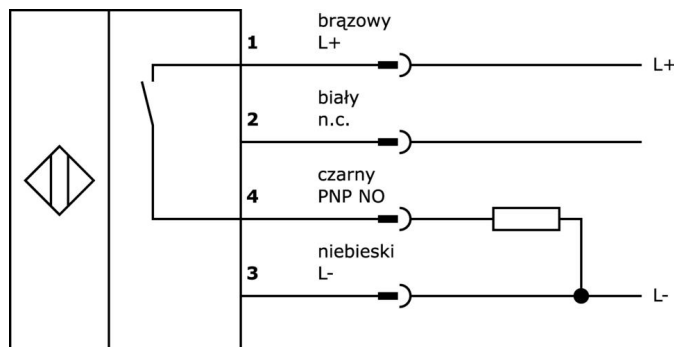 brązowy
1 L+ L+
biały
2 n.c.
czarny
4 PNP NO
niebieski
3 L- L-